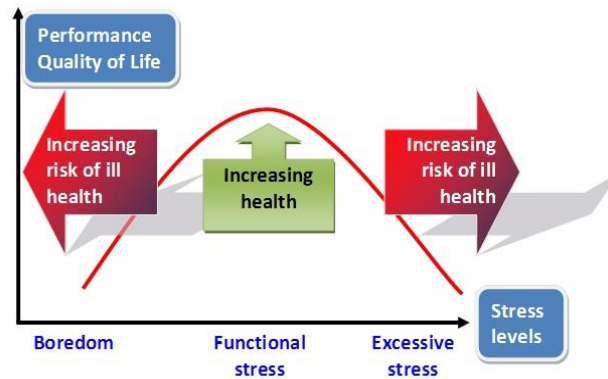 Performance
Quality of Life
Increasing
risk of ill
health
Increasing
health
Increasing
risk of ill
health
Stress
levels
Boredom
Functional
stress
Excessive
stress